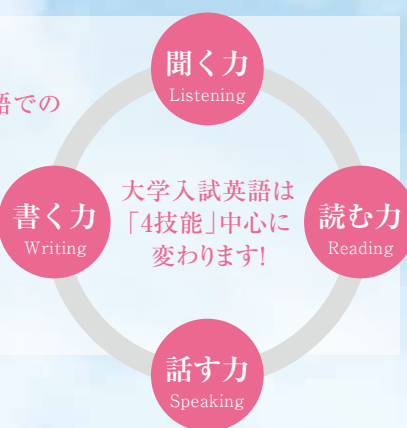 聞く力
Listening
語での
書く力
Writing
大学入試英語は
「4技能」中心に
変わります!
読む力
Reading
話す力
Speaking